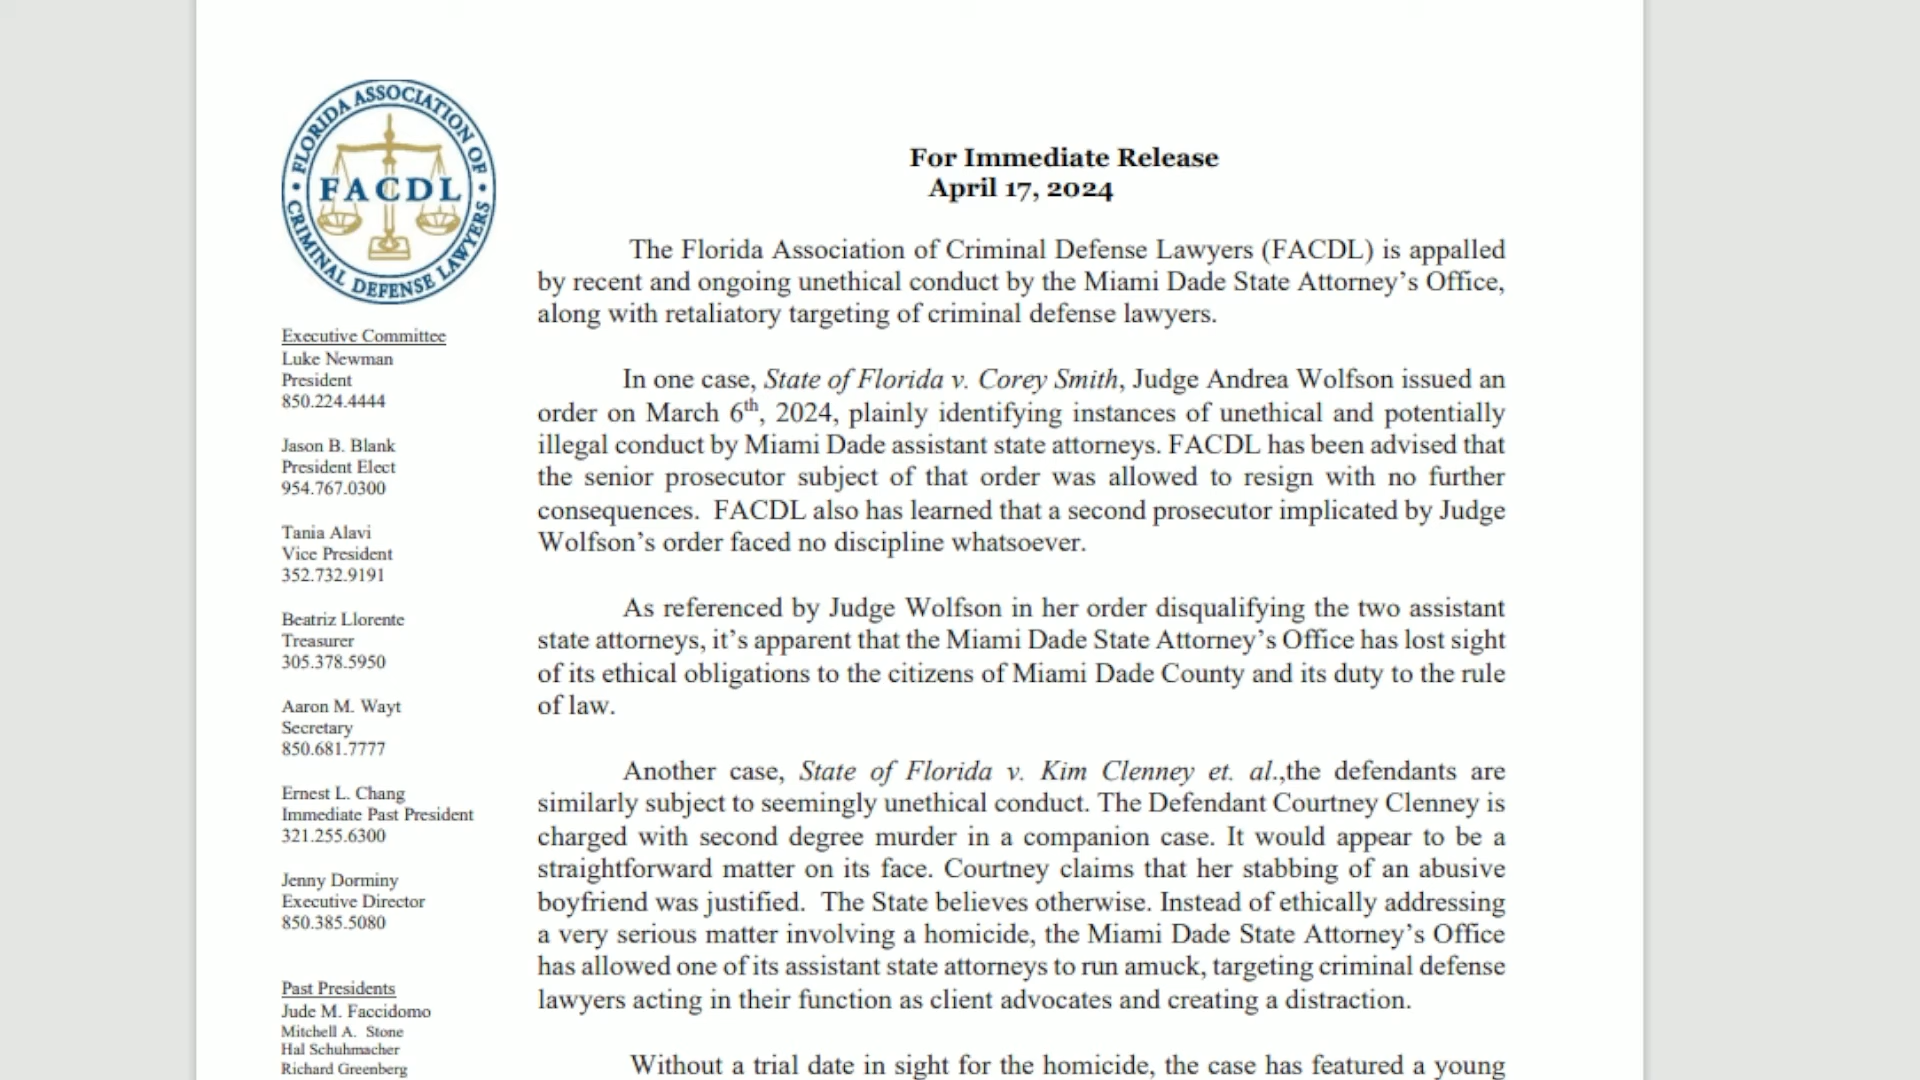 FLORIDA ASSOCIATION OF
FACDL
CRIMINAL DEFENSE LAWYERS
Executive Committee
Luke Newman
President
850.224.4444
Jason B. Blank
President Elect
954.767.0300
Tania Alavi
Vice President
352.732.9191
Beatriz Llorente
Treasurer
305.378.5950
Aaron M. Wayt
Secretary
850.681.7777
Ernest L. Chang
Immediate Past President
321.255.6300
Jenny Dorminy
Executive Director
850.385.5080
Past Presidents
Jude M. Faccidomo
Mitchell A. Stone
Hal Schuhmacher
Richard Greenberg
For Immediate Release
April 17, 2024
The Florida Association of Criminal Defense Lawyers (FACDL) is appalled
by recent and ongoing unethical conduct by the Miami Dade State Attorney’s Office,
along with retaliatory targeting of criminal defense lawyers.
In one case, State of Florida v. Corey Smith, Judge Andrea Wolfson issued an
order on March 6th, 2024, plainly identifying instances of unethical and potentially
illegal conduct by Miami Dade assistant state attorneys. FACDL has been advised that
the senior prosecutor subject of that order was allowed to resign with no further
consequences. FACDL also has learned that a second prosecutor implicated by Judge
Wolfson’s order faced no discipline whatsoever.
As referenced by Judge Wolfson in her order disqualifying the two assistant
state attorneys, it’s apparent that the Miami Dade State Attorney’s Office has lost sight
of its ethical obligations to the citizens of Miami Dade County and its duty to the rule
of law.
Another case, State of Florida v. Kim Clenney et. al.,the defendants are
similarly subject to seemingly unethical conduct. The Defendant Courtney Clenney is
charged with second degree murder in a companion case. It would appear to be a
straightforward matter on its face. Courtney claims that her stabbing of an abusive
boyfriend was justified. The State believes otherwise. Instead of ethically addressing
a very serious matter involving a homicide, the Miami Dade State Attorney’s Office
has allowed one of its assistant state attorneys to run amuck, targeting criminal defense
lawyers acting in their function as client advocates and creating a distraction.
Without a trial date in sight for the homicide, the case has featured a young